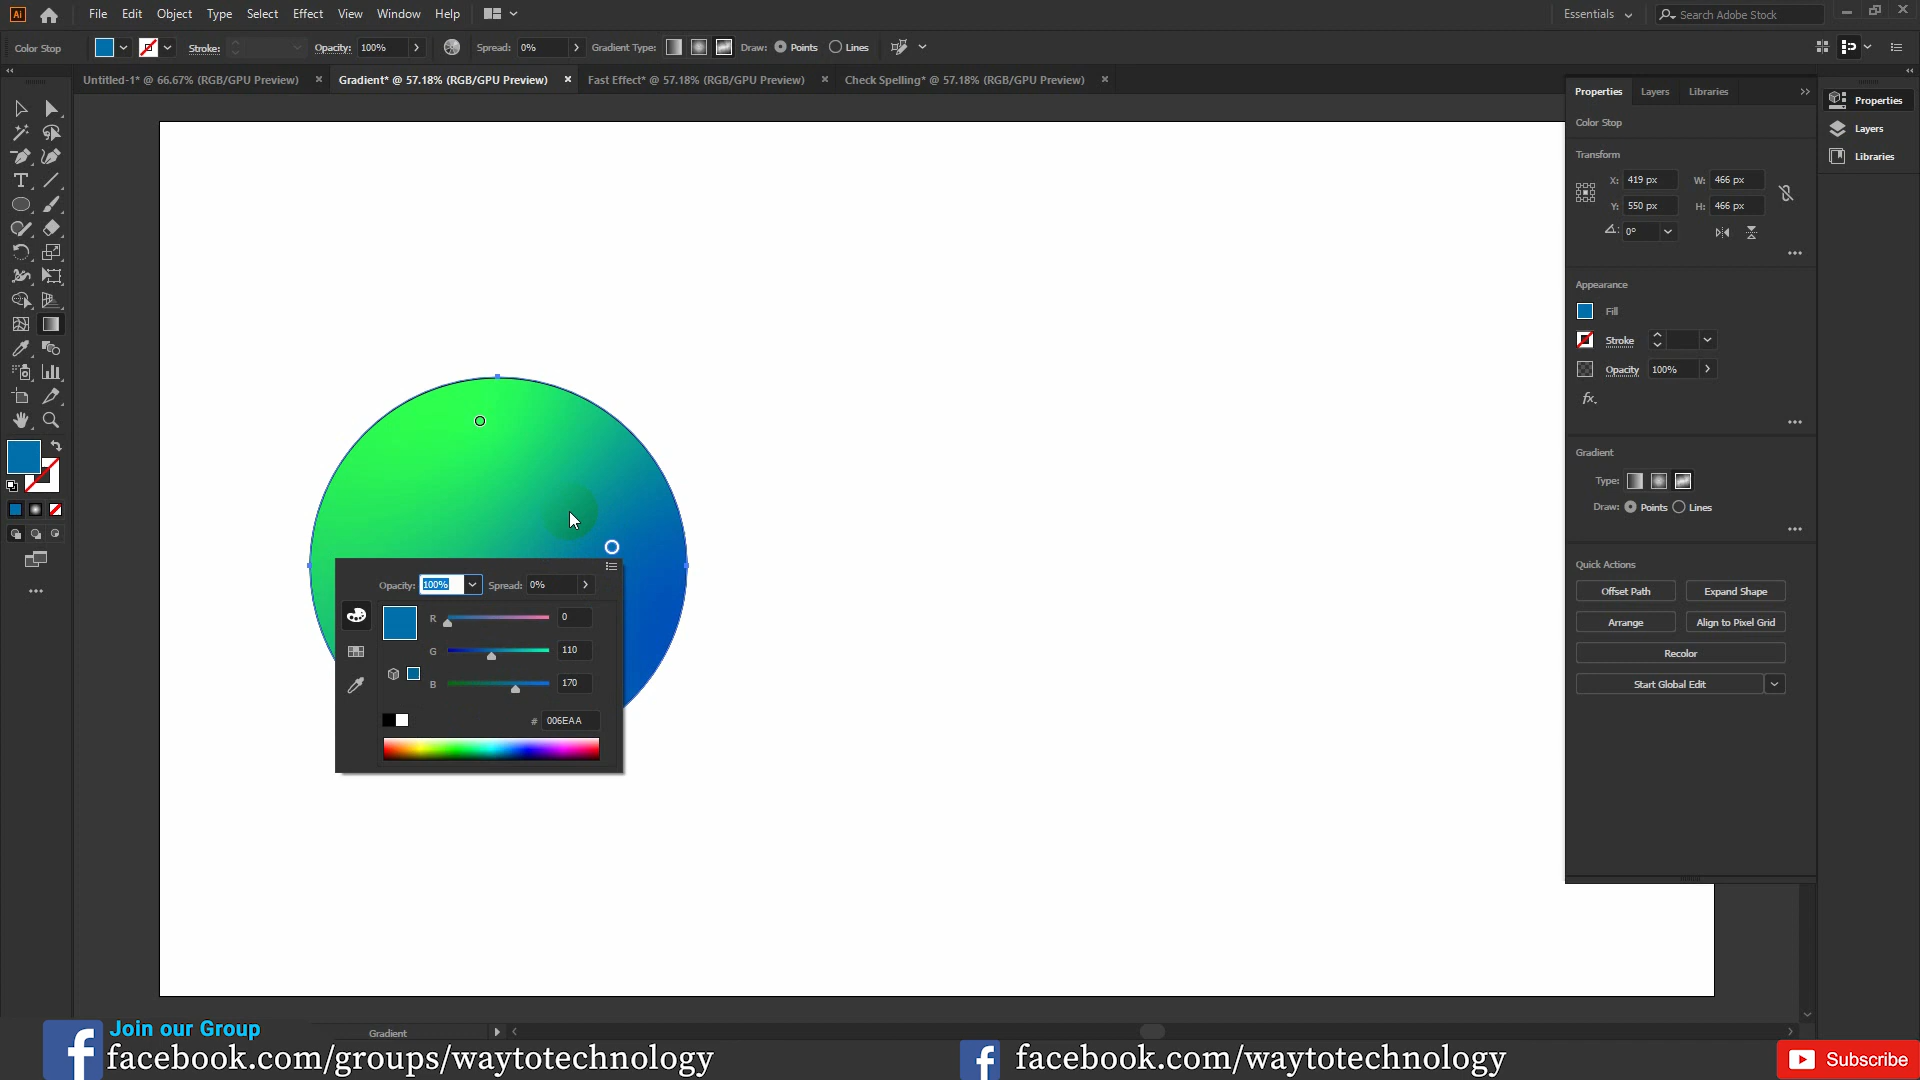 Ai File Edit Object Type Select Effect View Window Help Essentials Search Adobe Stock
Color Stop Stroke: Opacity: 100% Spread: 0% Gradient Type: Draw: Points Lines
Untitled-1* @ 66.67% (RGB/GPU Preview) × Gradient* @ 57.18% (RGB/GPU Preview) × Fast Effect* @ 57.18% (RGB/GPU Preview) × Check Spelling* @ 57.18% (RGB/GPU Preview) ×
Properties Layers Libraries
Color Stop
Transform
X: 419 px W: 466 px
Y: 550 px H: 466 px
0°
Appearance
Fill
Stroke
Opacity 100%
fx.
Gradient
Type:
Draw: Points Lines
Quick Actions
Offset Path Expand Shape
Arrange Align to Pixel Grid
Recolor
Start Global Edit
Properties
Layers
Libraries
Opacity: 100% Spread: 0%
R 0
G 110
B 170
# 006EAA
Gradient
Join our Group
facebook.com/groups/waytotechnology
facebook.com/waytotechnology
Subscribe